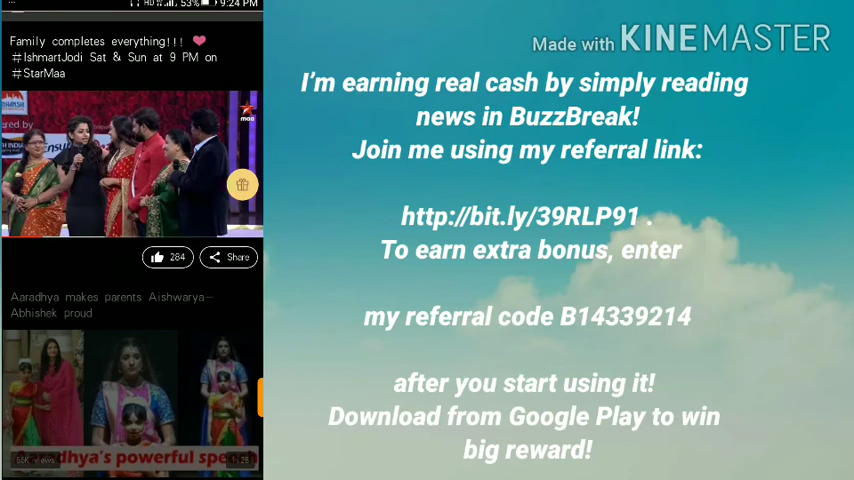 HD 53% 9:24 PM
Family completes everything!!! ❤
#IshmartJodi Sat & Sun at 9 PM on
#StarMaa
maa
284 Share
Aaradhya makes parents Aishwarya-
Abhishek proud
Made with KINEMASTER
I'm earning real cash by simply reading
news in BuzzBreak!
Join me using my referral link:
http://bit.ly/39RLP91 .
To earn extra bonus, enter
my referral code B14339214
after you start using it!
Download from Google Play to win
big reward!